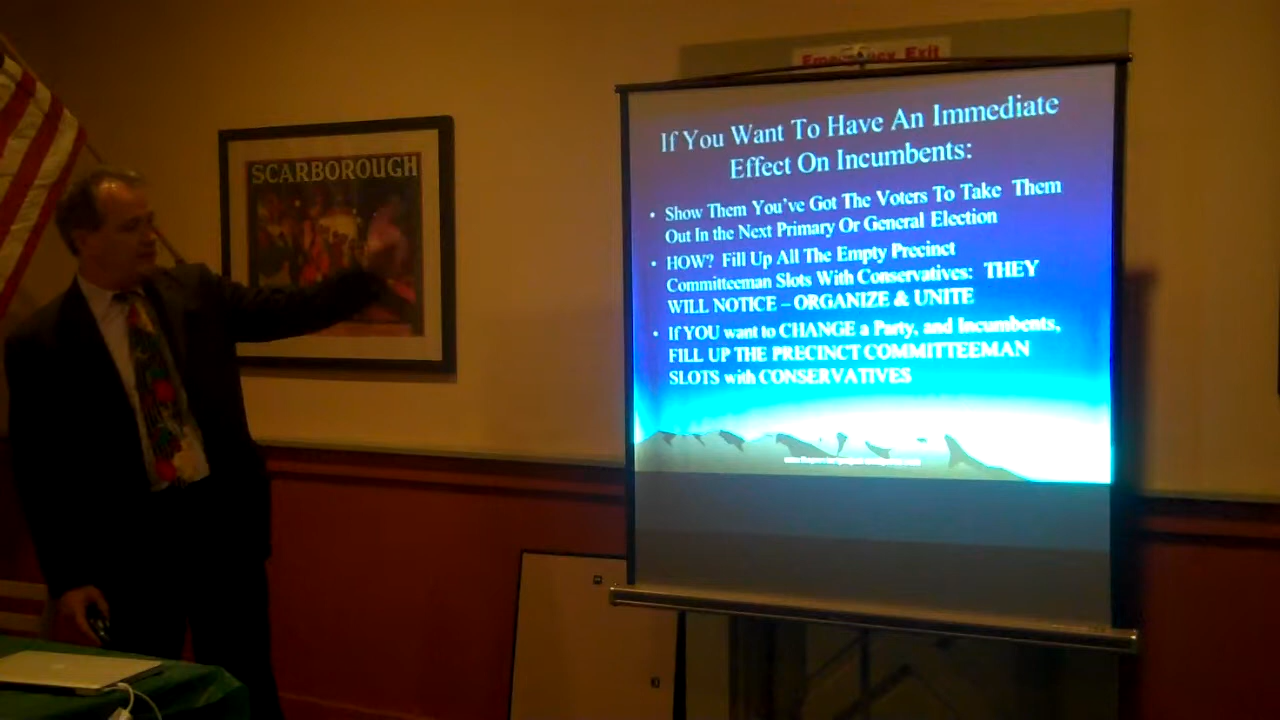 Emergency Exit
SCARBOROUGH
If You Want To Have An Immediate
Effect On Incumbents:
• Show Them You've Got The Voters To Take Them
Out In the Next Primary Or General Election
• HOW? Fill Up All The Empty Precinct
Committeeman Slots With Conservatives: THEY
WILL NOTICE – ORGANIZE & UNITE
• If YOU want to CHANGE a Party, and Incumbents,
FILL UP THE PRECINCT COMMITTEEMAN
SLOTS with CONSERVATIVES